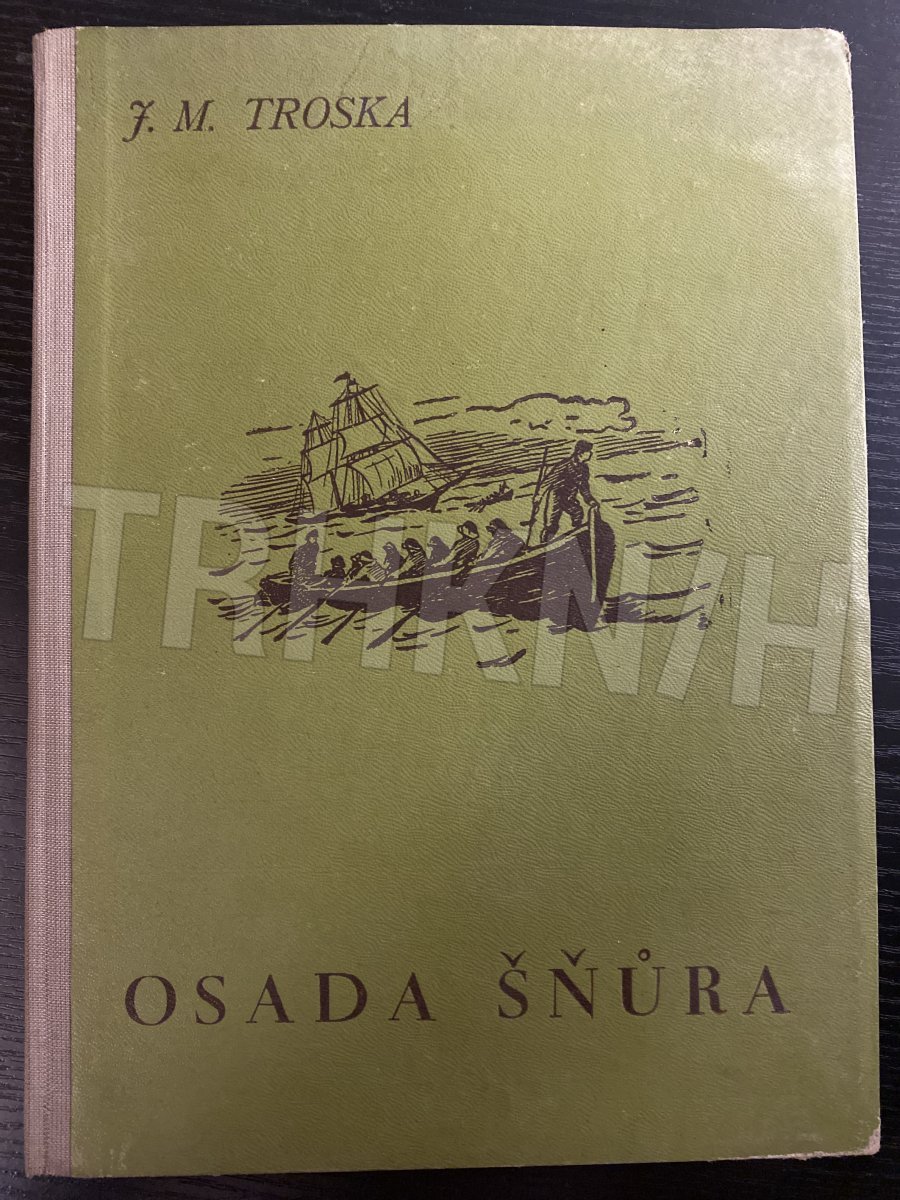 J. M. TROSKA
TRHKNIH
OSADA ŠŇŮRA